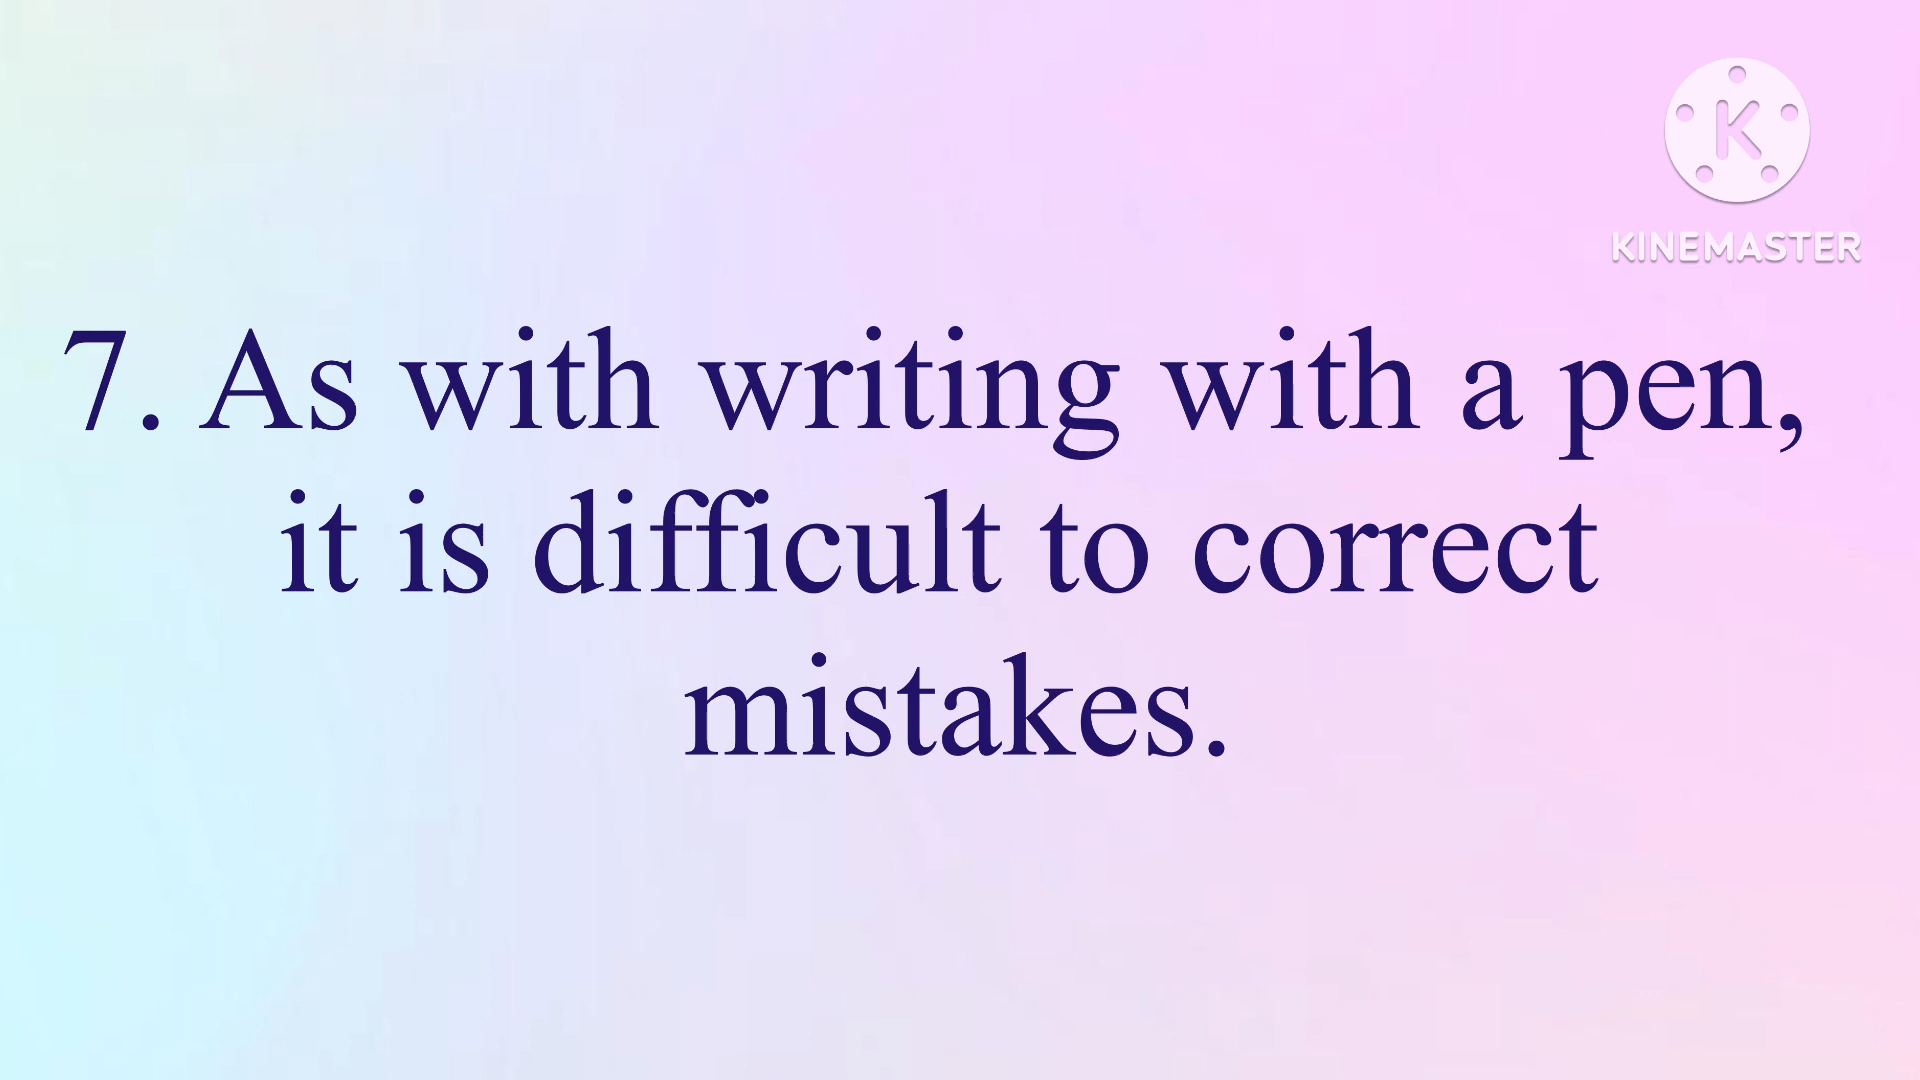 KINEMASTER
7. As with writing with a pen,
it is difficult to correct
mistakes.